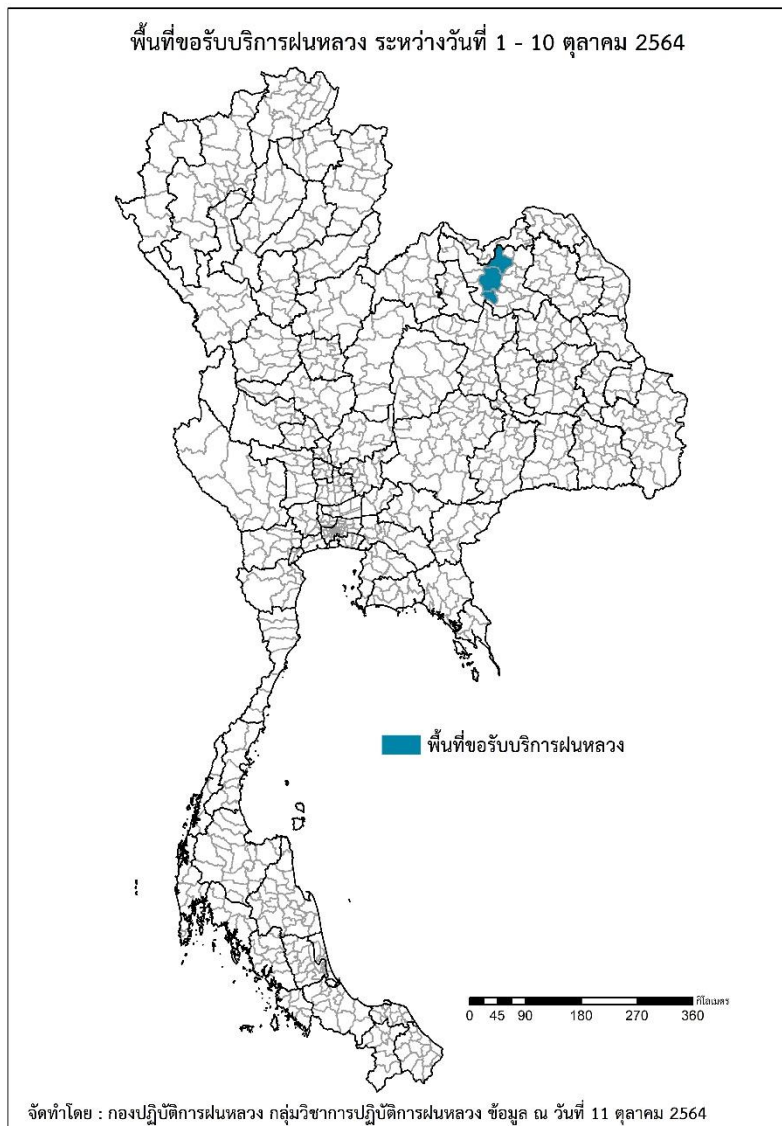 พื้นที่ขอรับบริการฝนหลวง ระหว่างวันที่ 1 - 10 ตุลาคม 2564
พื้นที่ขอรับบริการฝนหลวง
กิโลเมตร
0 45 90 180 270 360
จัดทำโดย : กองปฏิบัติการฝนหลวง กลุ่มวิชาการปฏิบัติการฝนหลวง ข้อมูล ณ วันที่ 11 ตุลาคม 2564